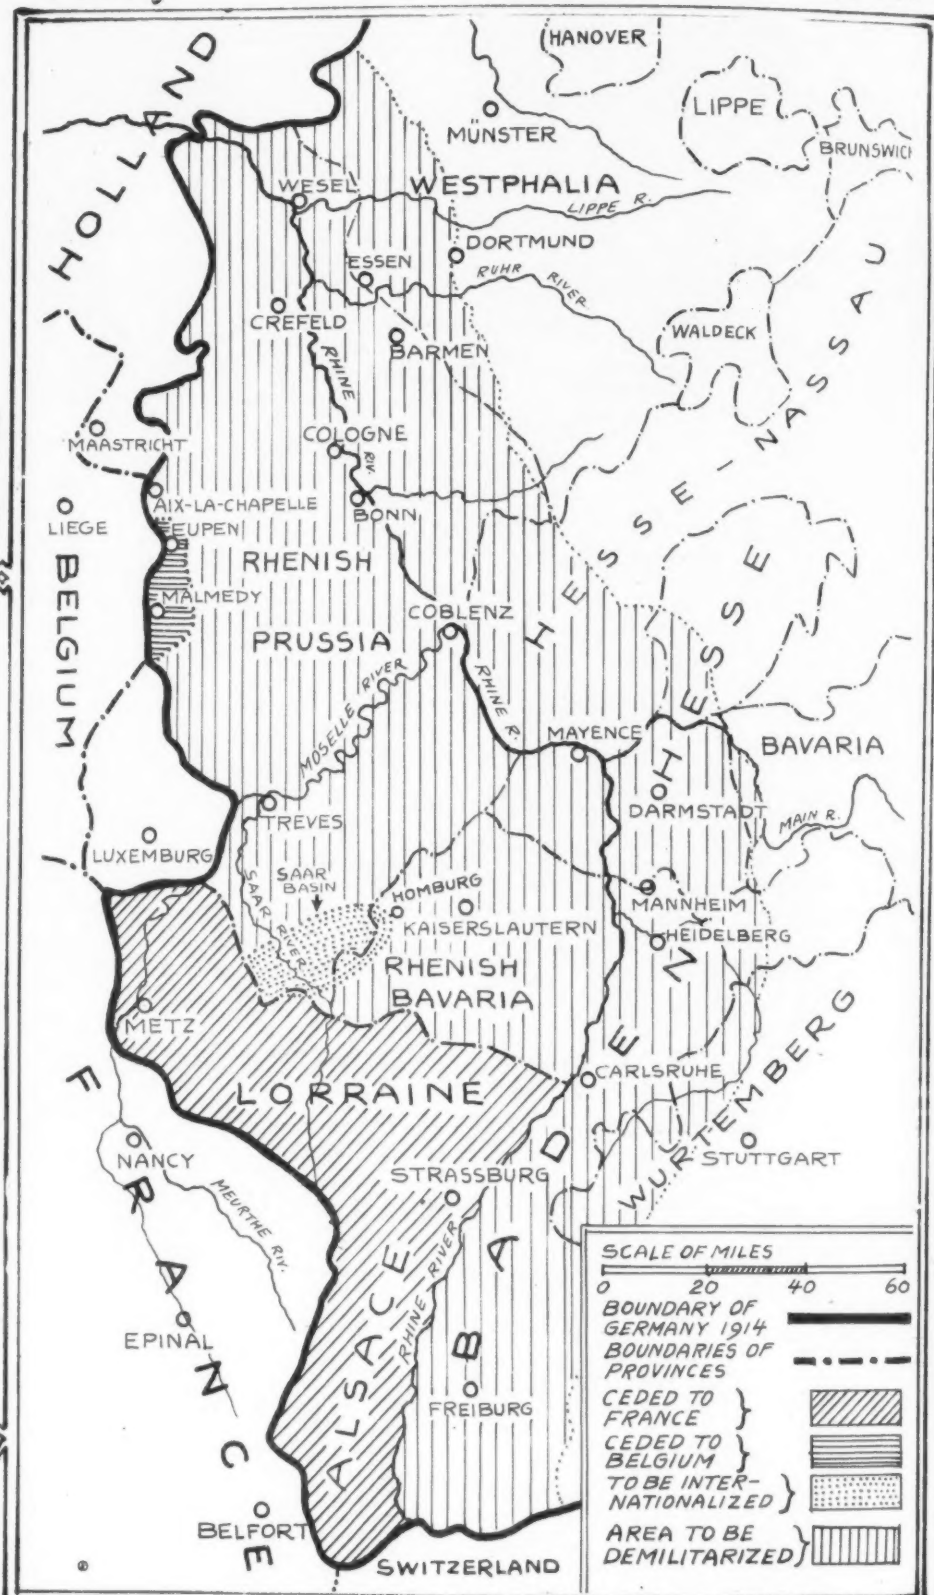 HANOVER
HOLLAND
LIPPE
MÜNSTER
BRUNSWICH
WESEL
WESTPHALIA
LIPPE R.
DORTMUND
ESSEN
RUHR RIVER
CREFELD
BARMEN
WALDECK
RHINE
RIV.
COLOGNE
MAASTRICHT
HESSE-NASSAU
AIX-LA-CHAPELLE
LIEGE
EUPEN
BONN
RHENISH
PRUSSIA
BELGIUM
MALMEDY
COBLENZ
HESSE
MOSELLE RIVER
RHINE R.
MAYENCE
BAVARIA
TREVES
DARMSTADT
MAIN R.
LUXEMBURG
SAAR
BASIN
SAAR RIVER
HOMBURG
MANNHEIM
KAISERSLAUTERN
HEIDELBERG
RHENISH
BAVARIA
METZ
LORRAINE
CARLSRUHE
BADEN
WURTEMBERG
FRANCE
NANCY
STUTTGART
MEURTHE RIV.
STRASSBURG
ALSACE
RHINE RIVER
EPINAL
FREIBURG
BELFORT
SWITZERLAND
SCALE OF MILES
0 20 40 60
BOUNDARY OF
GERMANY 1914
BOUNDARIES OF
PROVINCES
CEDED TO
FRANCE
CEDED TO
BELGIUM
TO BE INTER-
NATIONALIZED
AREA TO BE
DEMILITARIZED